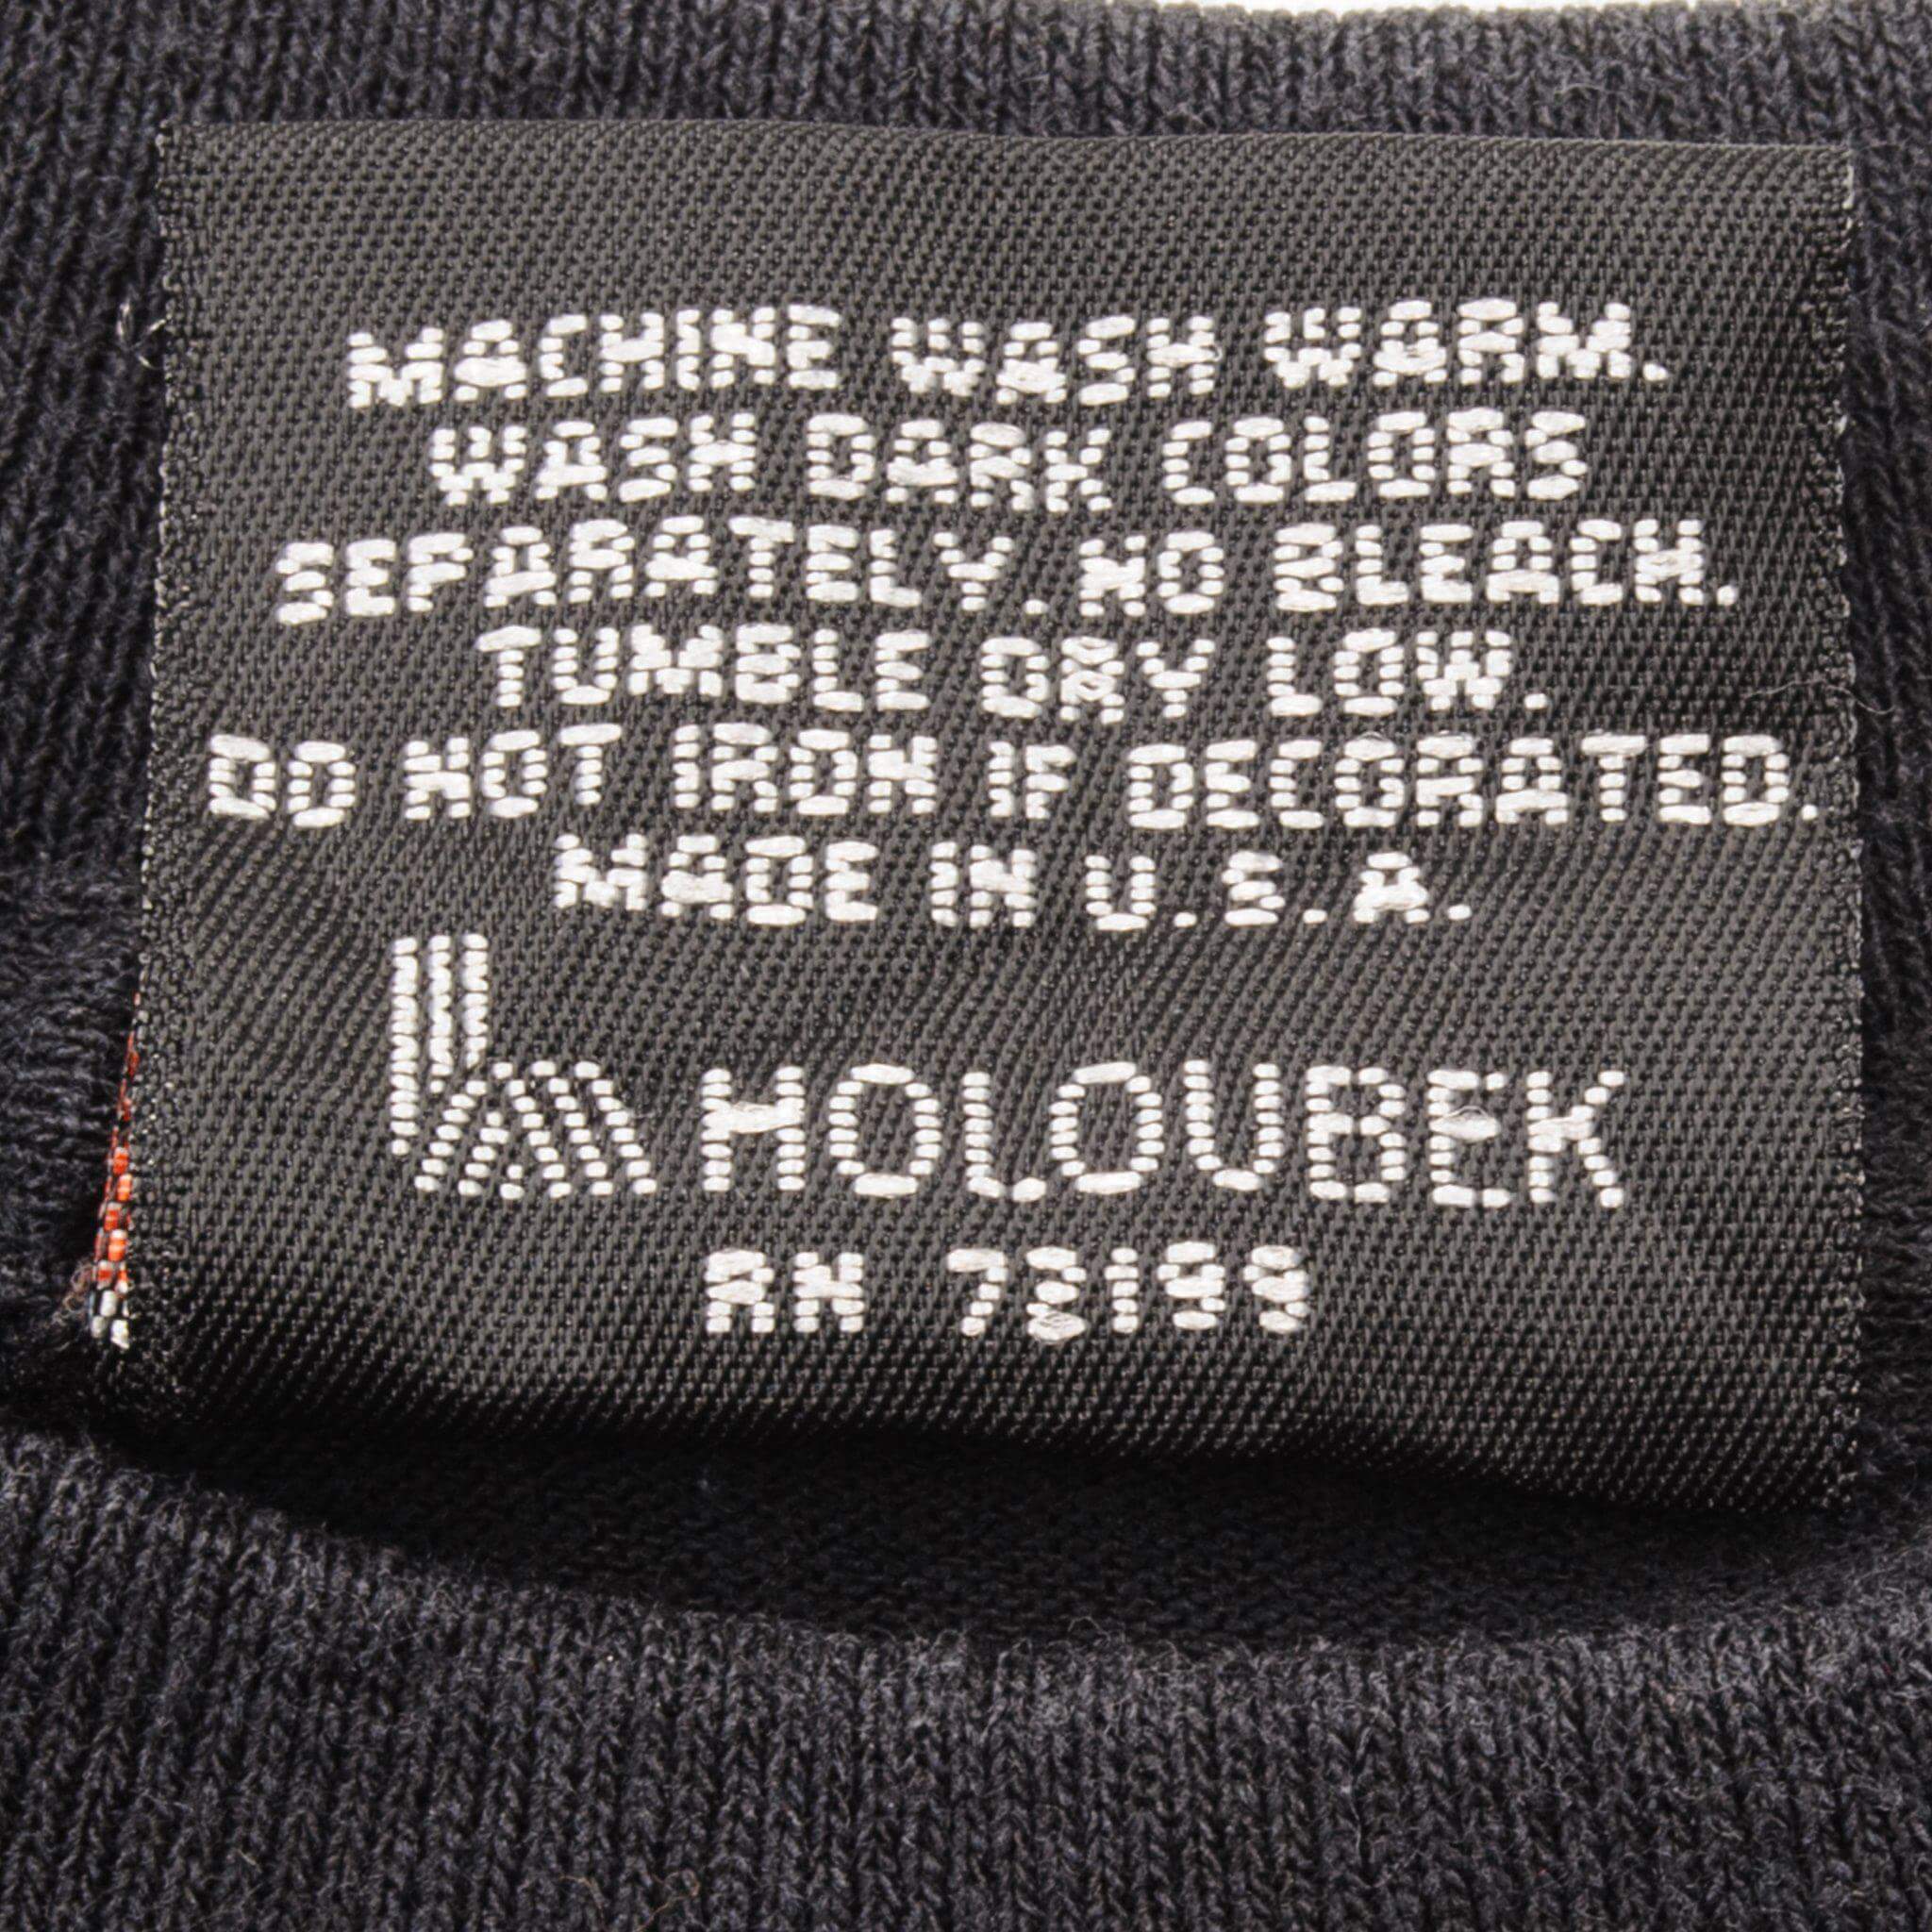 MACHINE WASH WARM.
WASH DARK COLORS
SEPARATELY. NO BLEACH.
TUMBLE DRY LOW.
DO NOT IRON IF DECORATED.
MADE IN U.S.A.
HOLOUBEK
RN 72199